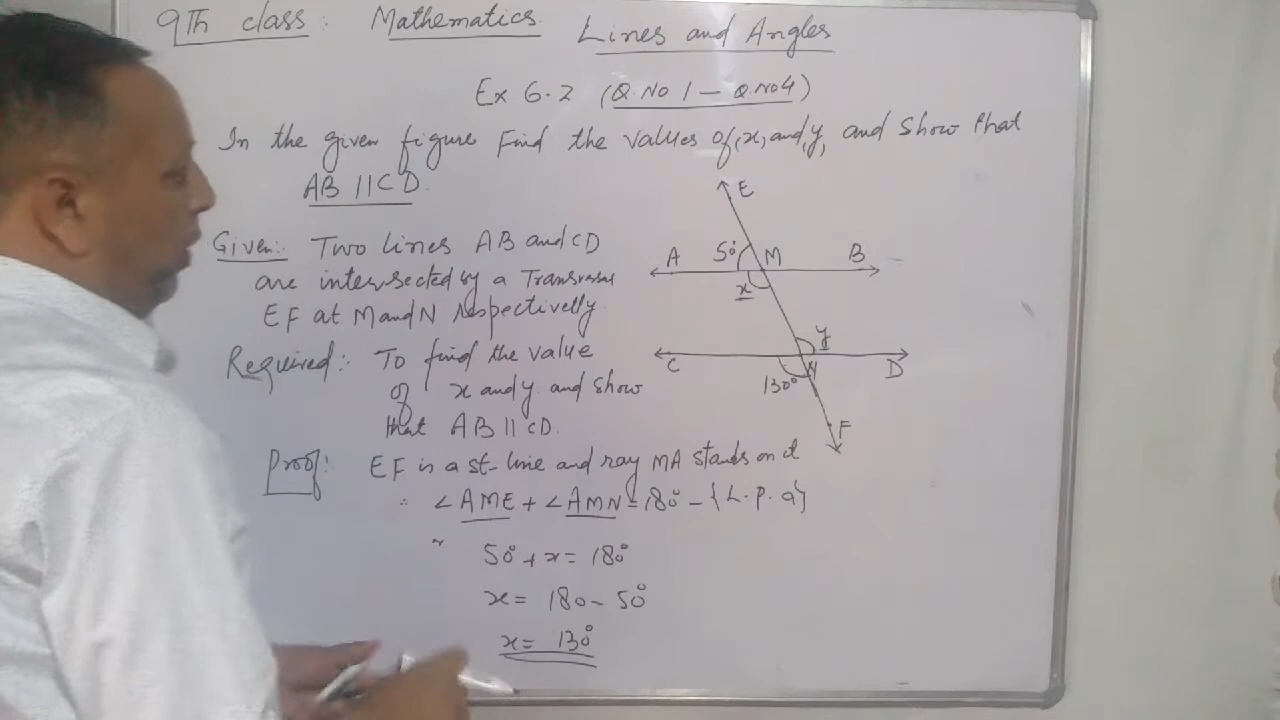 9Th class: Mathematics Lines and Angles
Ex 6.2 (Q.No 1 — Q.No 4)
In the given figure Find the values of x, and y, and Show that
AB || CD.
Given:- Two lines AB and CD
are intersected by a Transversal
EF at M and N respectivelly
Required:- To find the value
of x and y and show
that AB || CD.
Proof: EF is a st-line and ray MA stands on it
∴ ∠AME + ∠AMN = 180° - {L.P.a}
50° + x = 180°
x = 180 - 50°
x = 130°
E
A 50° M B
x
y
C N D
130°
F